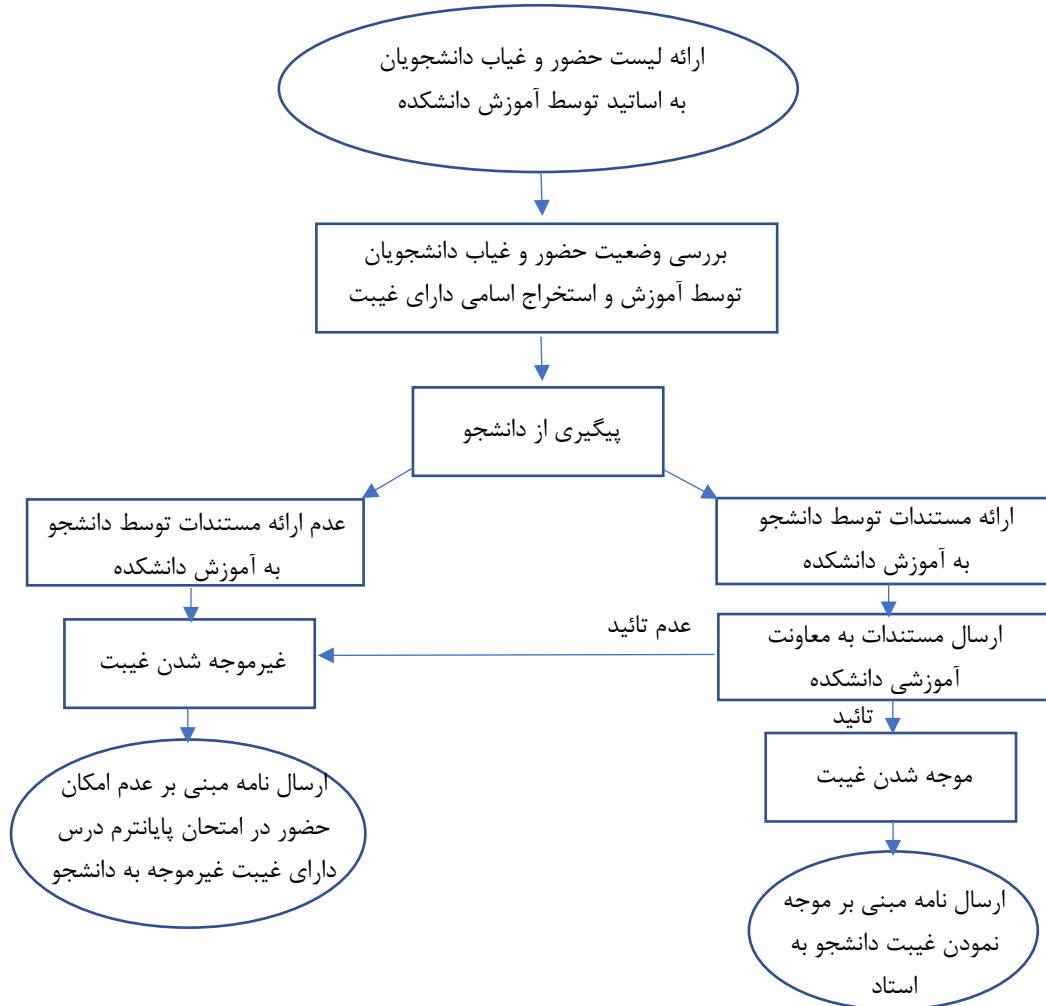 ارائه لیست حضور و غیاب دانشجویان
به اساتید توسط آموزش دانشکده
بررسی وضعیت حضور و غیاب دانشجویان
توسط آموزش و استخراج اسامی دارای غیبت
پیگیری از دانشجو
ارائه مستندات توسط دانشجو
به آموزش دانشکده
عدم ارائه مستندات توسط دانشجو
به آموزش دانشکده
ارسال مستندات به معاونت
آموزشی دانشکده
عدم تائید
غیرموجه شدن غیبت
تائید
موجه شدن غیبت
ارسال نامه مبنی بر عدم امکان
حضور در امتحان پایانترم درس
دارای غیبت غیرموجه به دانشجو
ارسال نامه مبنی بر موجه
نمودن غیبت دانشجو به
استاد